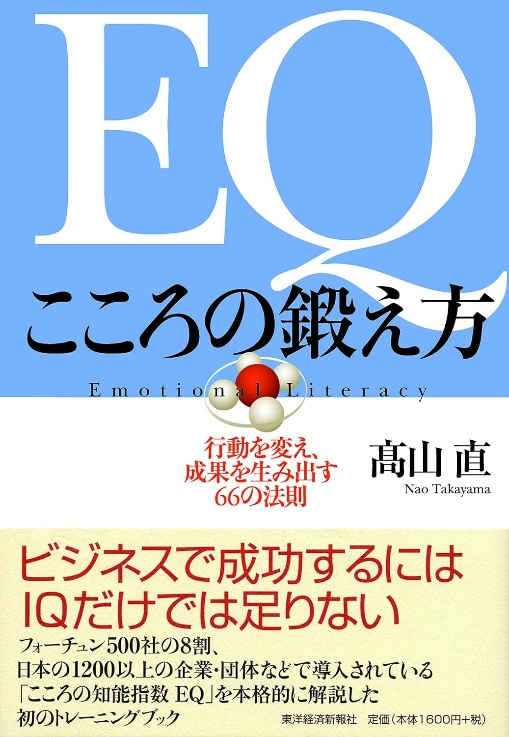 EQ
こころの鍛え方
Emotional Literacy
行動を変え、
成果を生み出す
66の法則
髙山 直
Nao Takayama
ビジネスで成功するには
IQだけでは足りない
フォーチュン500社の8割、
日本の1200以上の企業・団体などで導入されている
「こころの知能指数 EQ」を本格的に解説した
初のトレーニングブック
東洋経済新報社 定価(本体1600円+税)